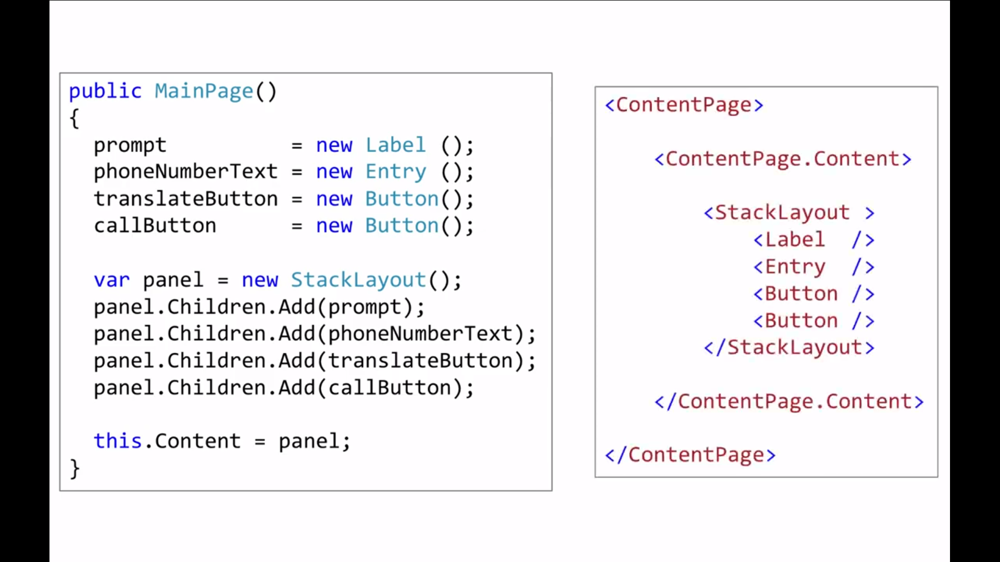 public MainPage()
{
  prompt          = new Label ();
  phoneNumberText = new Entry ();
  translateButton = new Button();
  callButton      = new Button();

  var panel = new StackLayout();
  panel.Children.Add(prompt);
  panel.Children.Add(phoneNumberText);
  panel.Children.Add(translateButton);
  panel.Children.Add(callButton);

  this.Content = panel;
}
<ContentPage>

    <ContentPage.Content>

        <StackLayout >
            <Label  />
            <Entry  />
            <Button />
            <Button />
        </StackLayout>

    </ContentPage.Content>

</ContentPage>